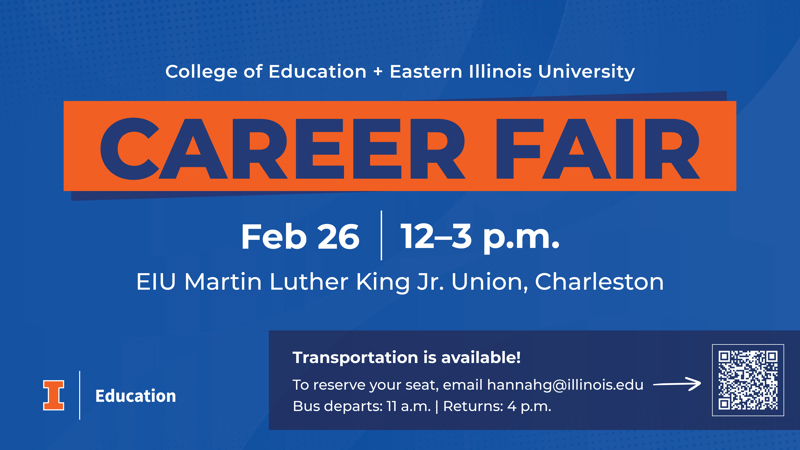 College of Education + Eastern Illinois University
CAREER FAIR
Feb 26 | 12–3 p.m.
EIU Martin Luther King Jr. Union, Charleston
Transportation is available!
To reserve your seat, email hannahg@illinois.edu
Bus departs: 11 a.m. | Returns: 4 p.m.
I | Education